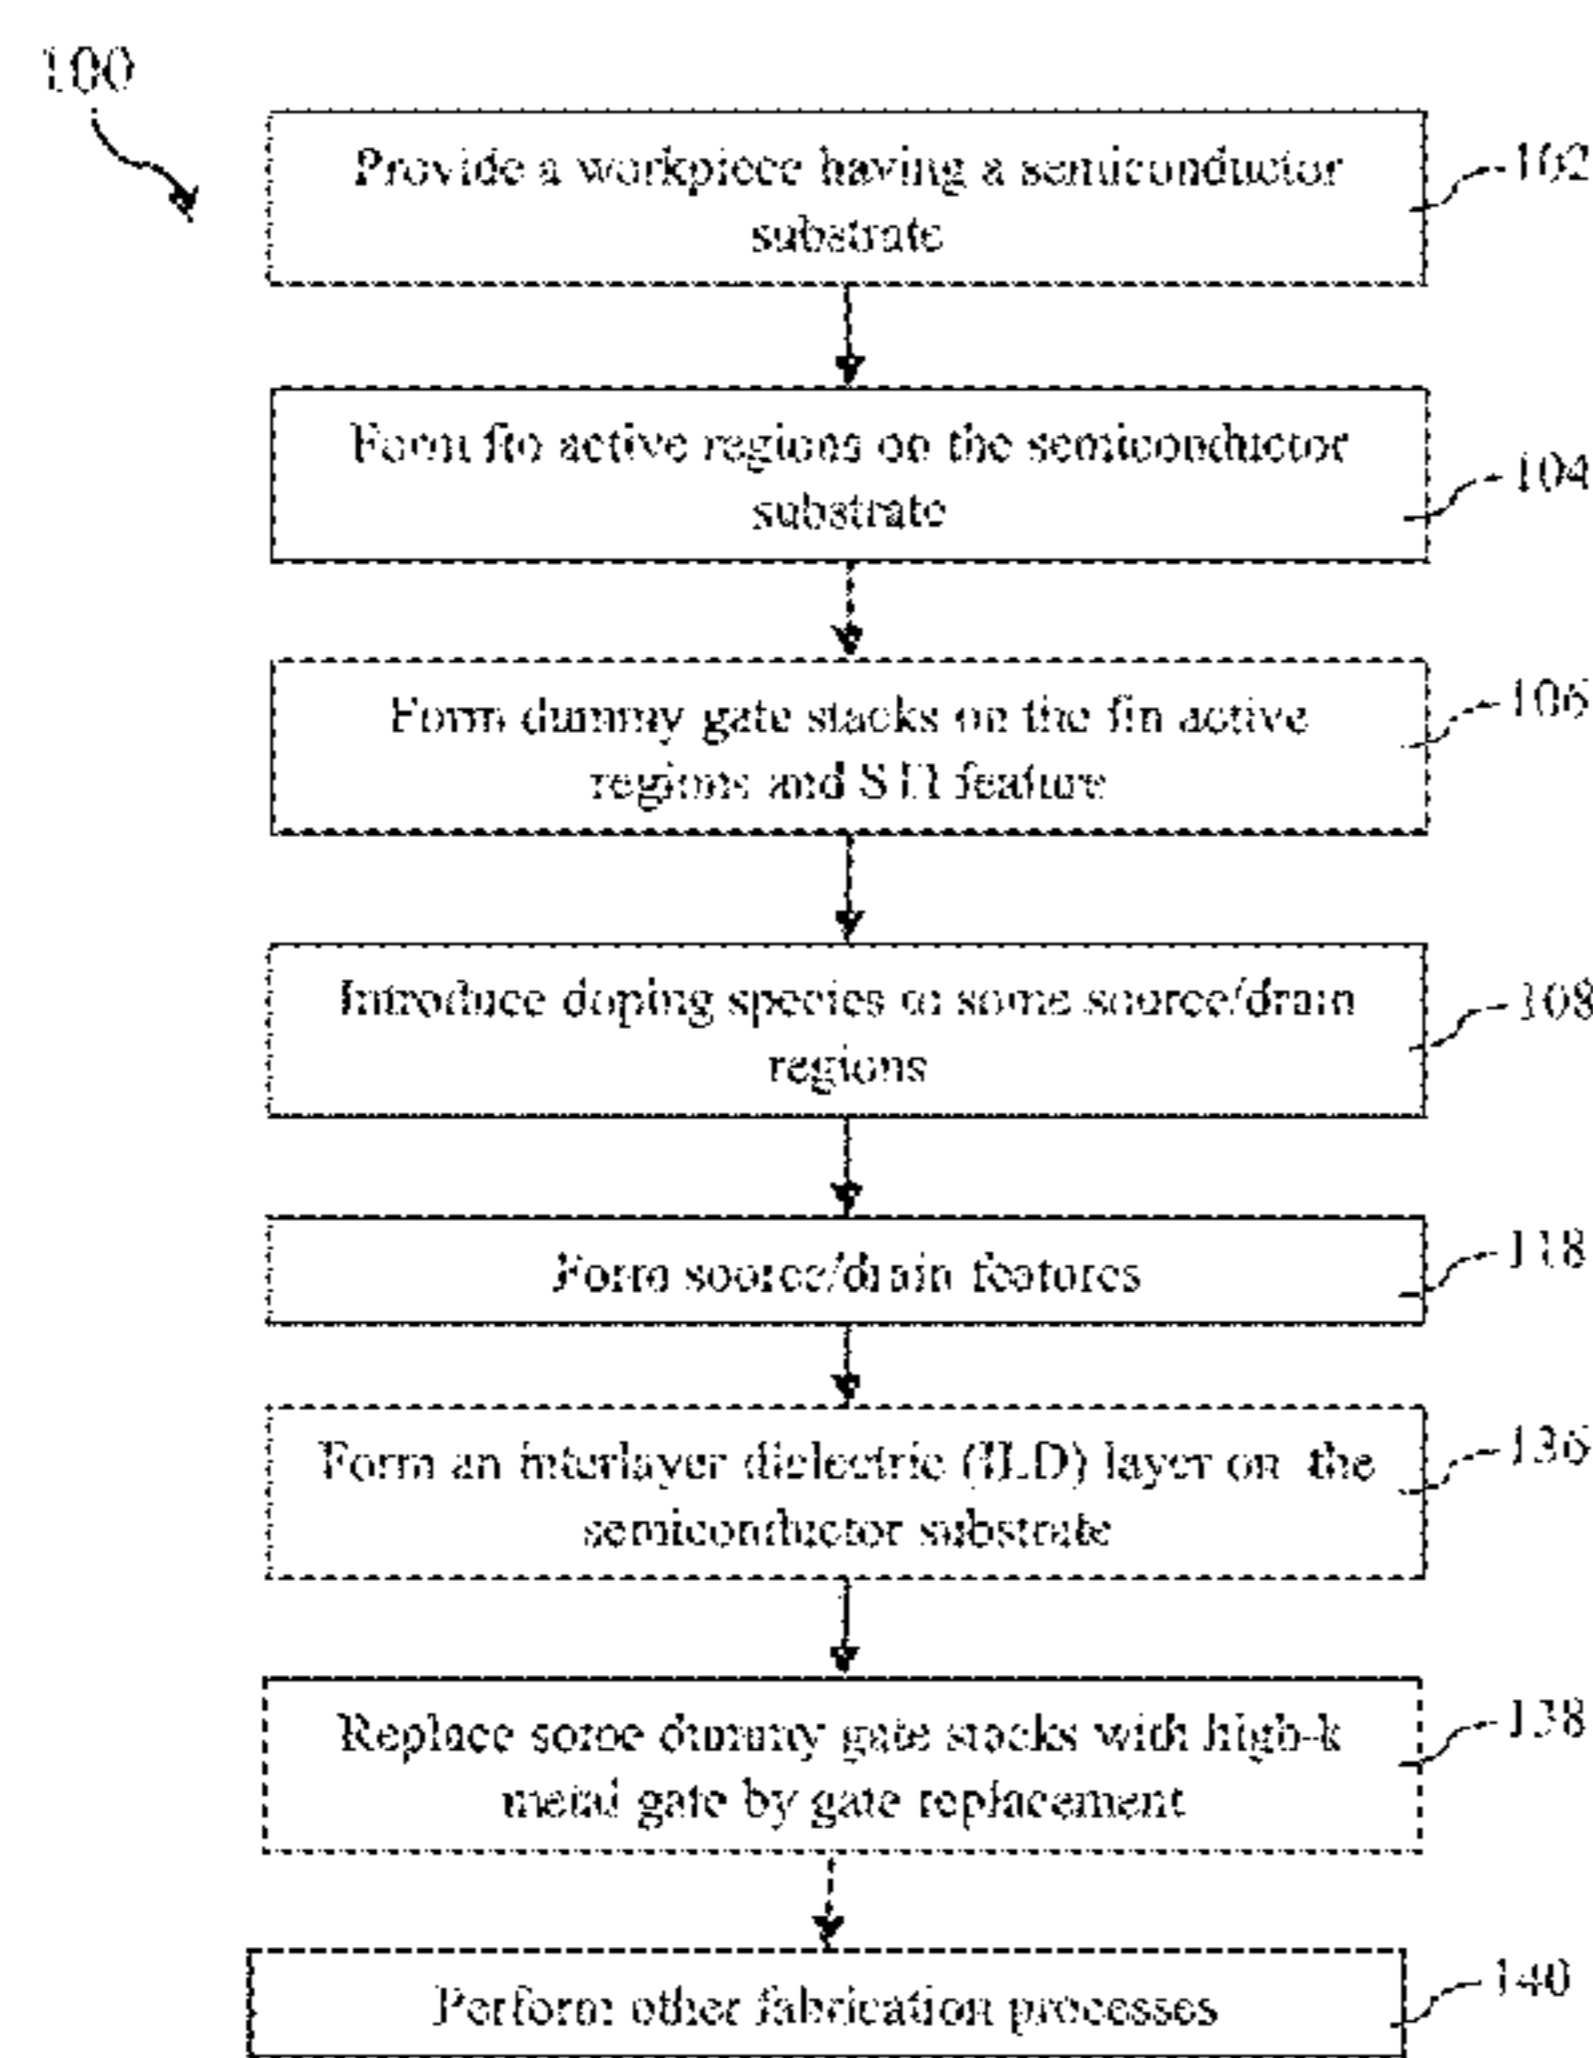 100
Provide a workpiece having a semiconductor
substrate
102
Form fin active regions on the semiconductor
substrate
104
Form dummy gate stacks on the fin active
regions and STI feature
106
Introduce doping species to some source/drain
regions
108
Form source/drain features
118
Form an interlayer dielectric (ILD) layer on the
semiconductor substrate
136
Replace some dummy gate stacks with high-k
metal gate by gate replacement
138
Perform other fabrication processes
140